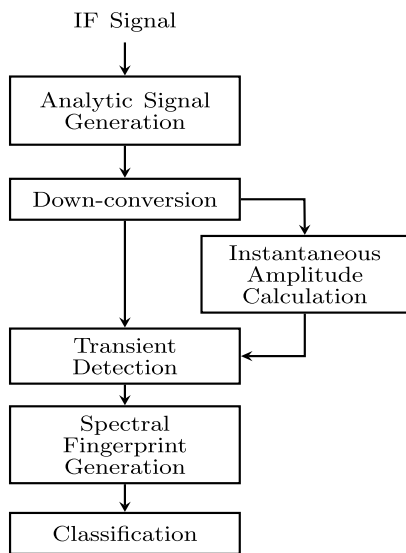 IF Signal
Analytic Signal
Generation
Down-conversion
Instantaneous
Amplitude
Calculation
Transient
Detection
Spectral
Fingerprint
Generation
Classification